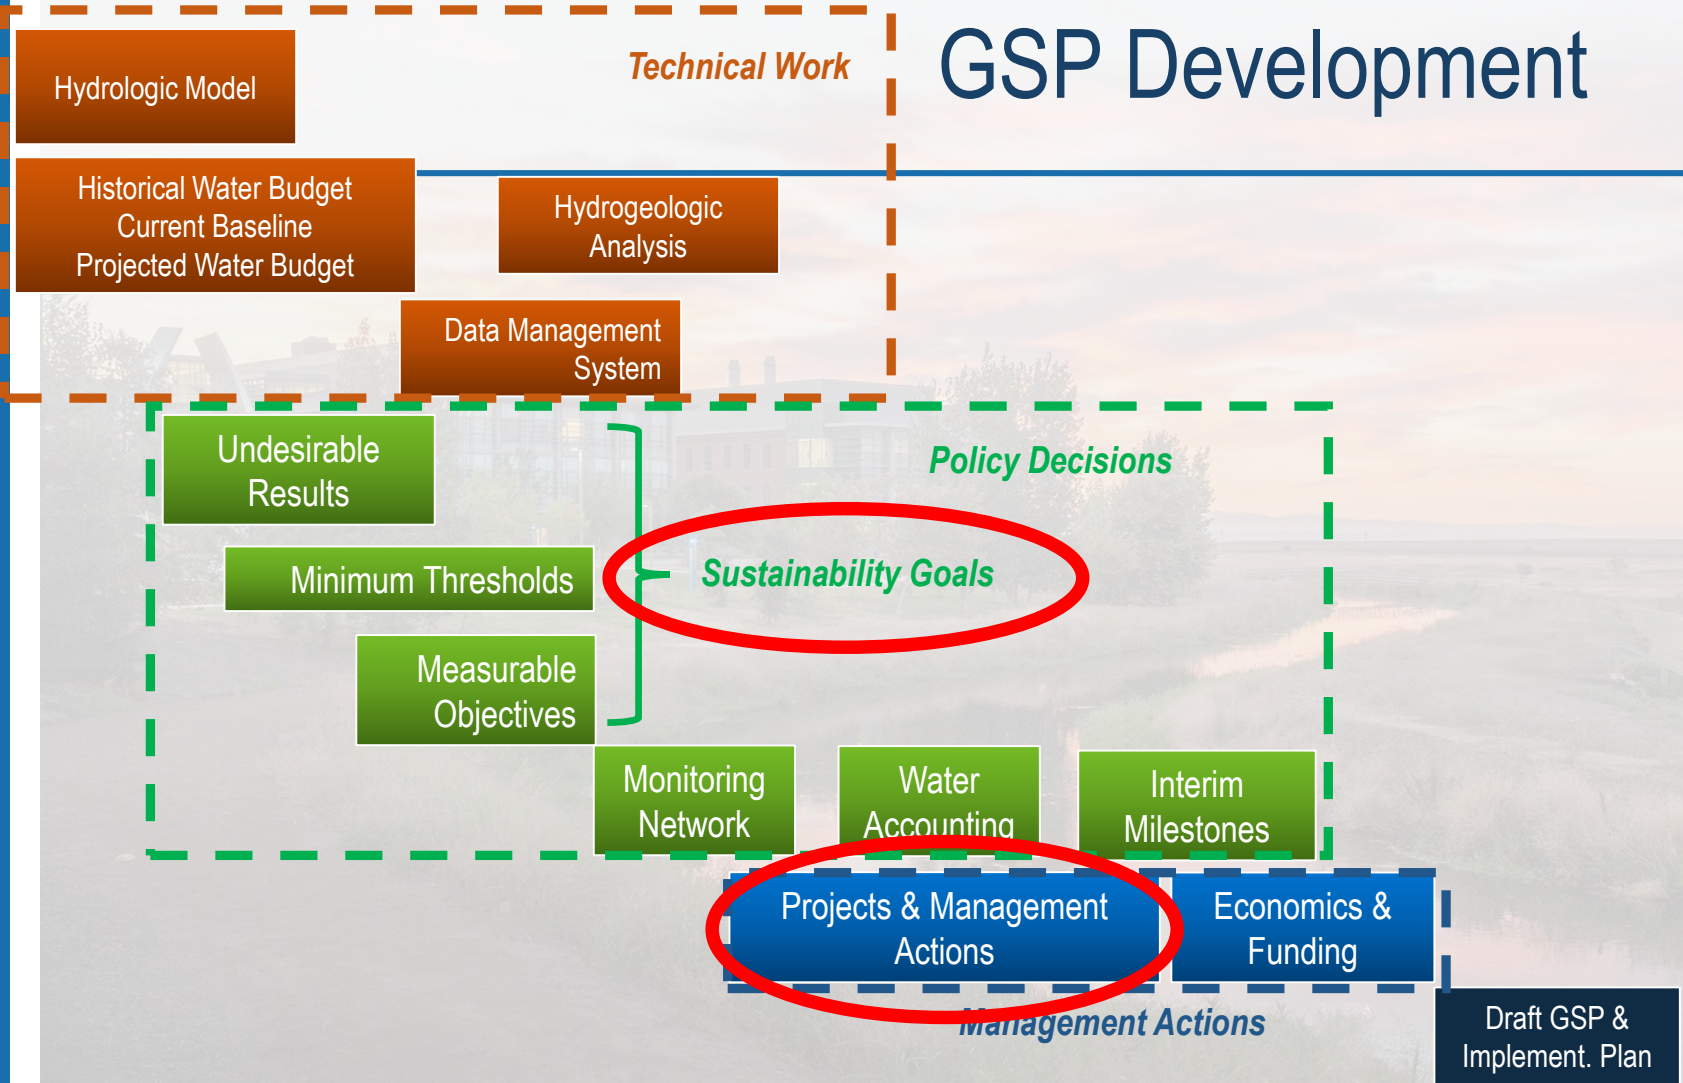 GSP Development
Technical Work
Hydrologic Model
Historical Water Budget
Current Baseline
Projected Water Budget
Hydrogeologic
Analysis
Data Management
System
Policy Decisions
Undesirable
Results
Minimum Thresholds
Sustainability Goals
Measurable
Objectives
Monitoring
Network
Water
Accounting
Interim
Milestones
Projects & Management
Actions
Economics &
Funding
Management Actions
Draft GSP &
Implement. Plan